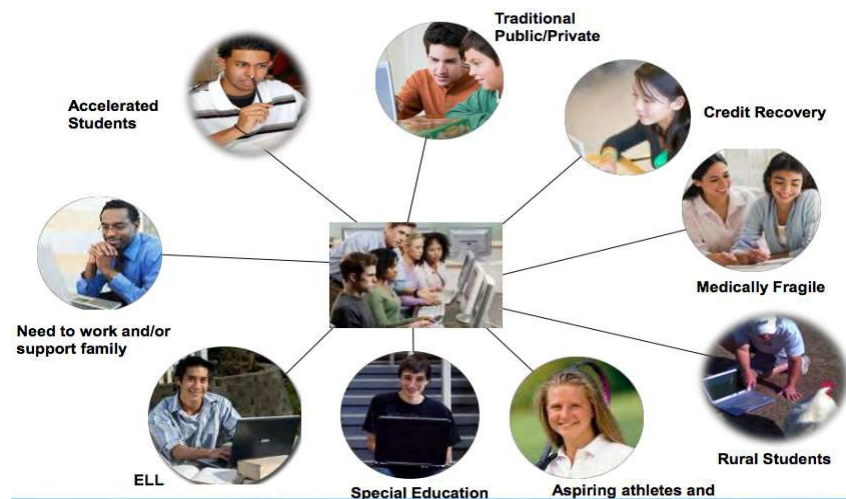 Traditional
Public/Private
Accelerated
Students
Credit Recovery
Medically Fragile
Need to work and/or
support family
Rural Students
ELL
Special Education
Aspiring athletes and